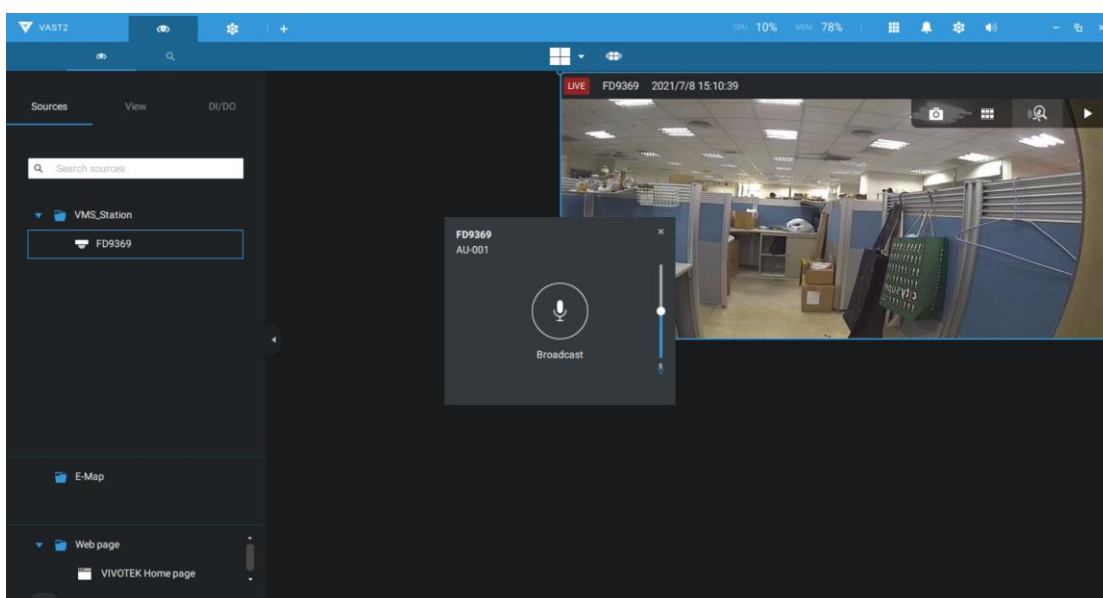 VAST2
CPU 10% MEM 78%
Sources View DI/DO
Search sources
VMS_Station
FD9369
E-Map
Web page
VIVOTEK Home page
LIVE FD9369 2021/7/8 15:10:39
FD9369
AU-001
Broadcast